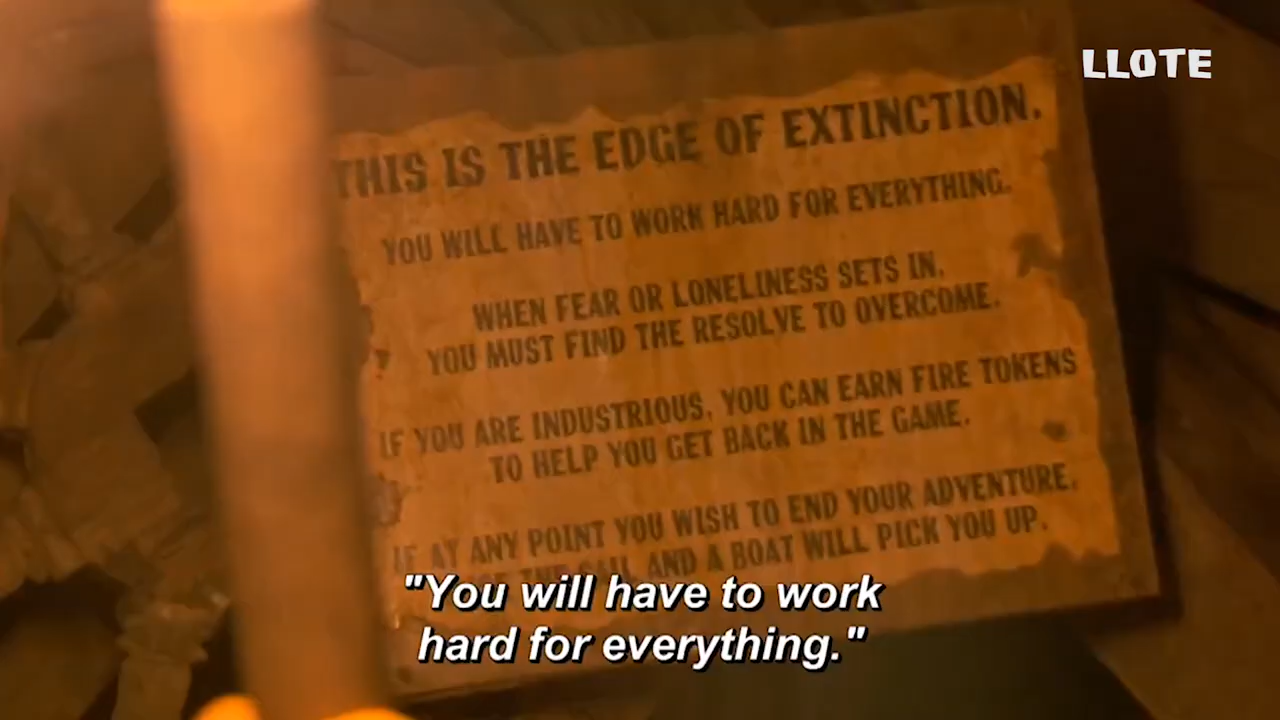 LLOTE
THIS IS THE EDGE OF EXTINCTION.
YOU WILL HAVE TO WORK HARD FOR EVERYTHING.
WHEN FEAR OR LONELINESS SETS IN,
YOU MUST FIND THE RESOLVE TO OVERCOME.
IF YOU ARE INDUSTRIOUS, YOU CAN EARN FIRE TOKENS
TO HELP YOU GET BACK IN THE GAME.
IF AT ANY POINT YOU WISH TO END YOUR ADVENTURE,
THE SAIL AND A BOAT WILL PICK YOU UP.
"You will have to work
hard for everything."